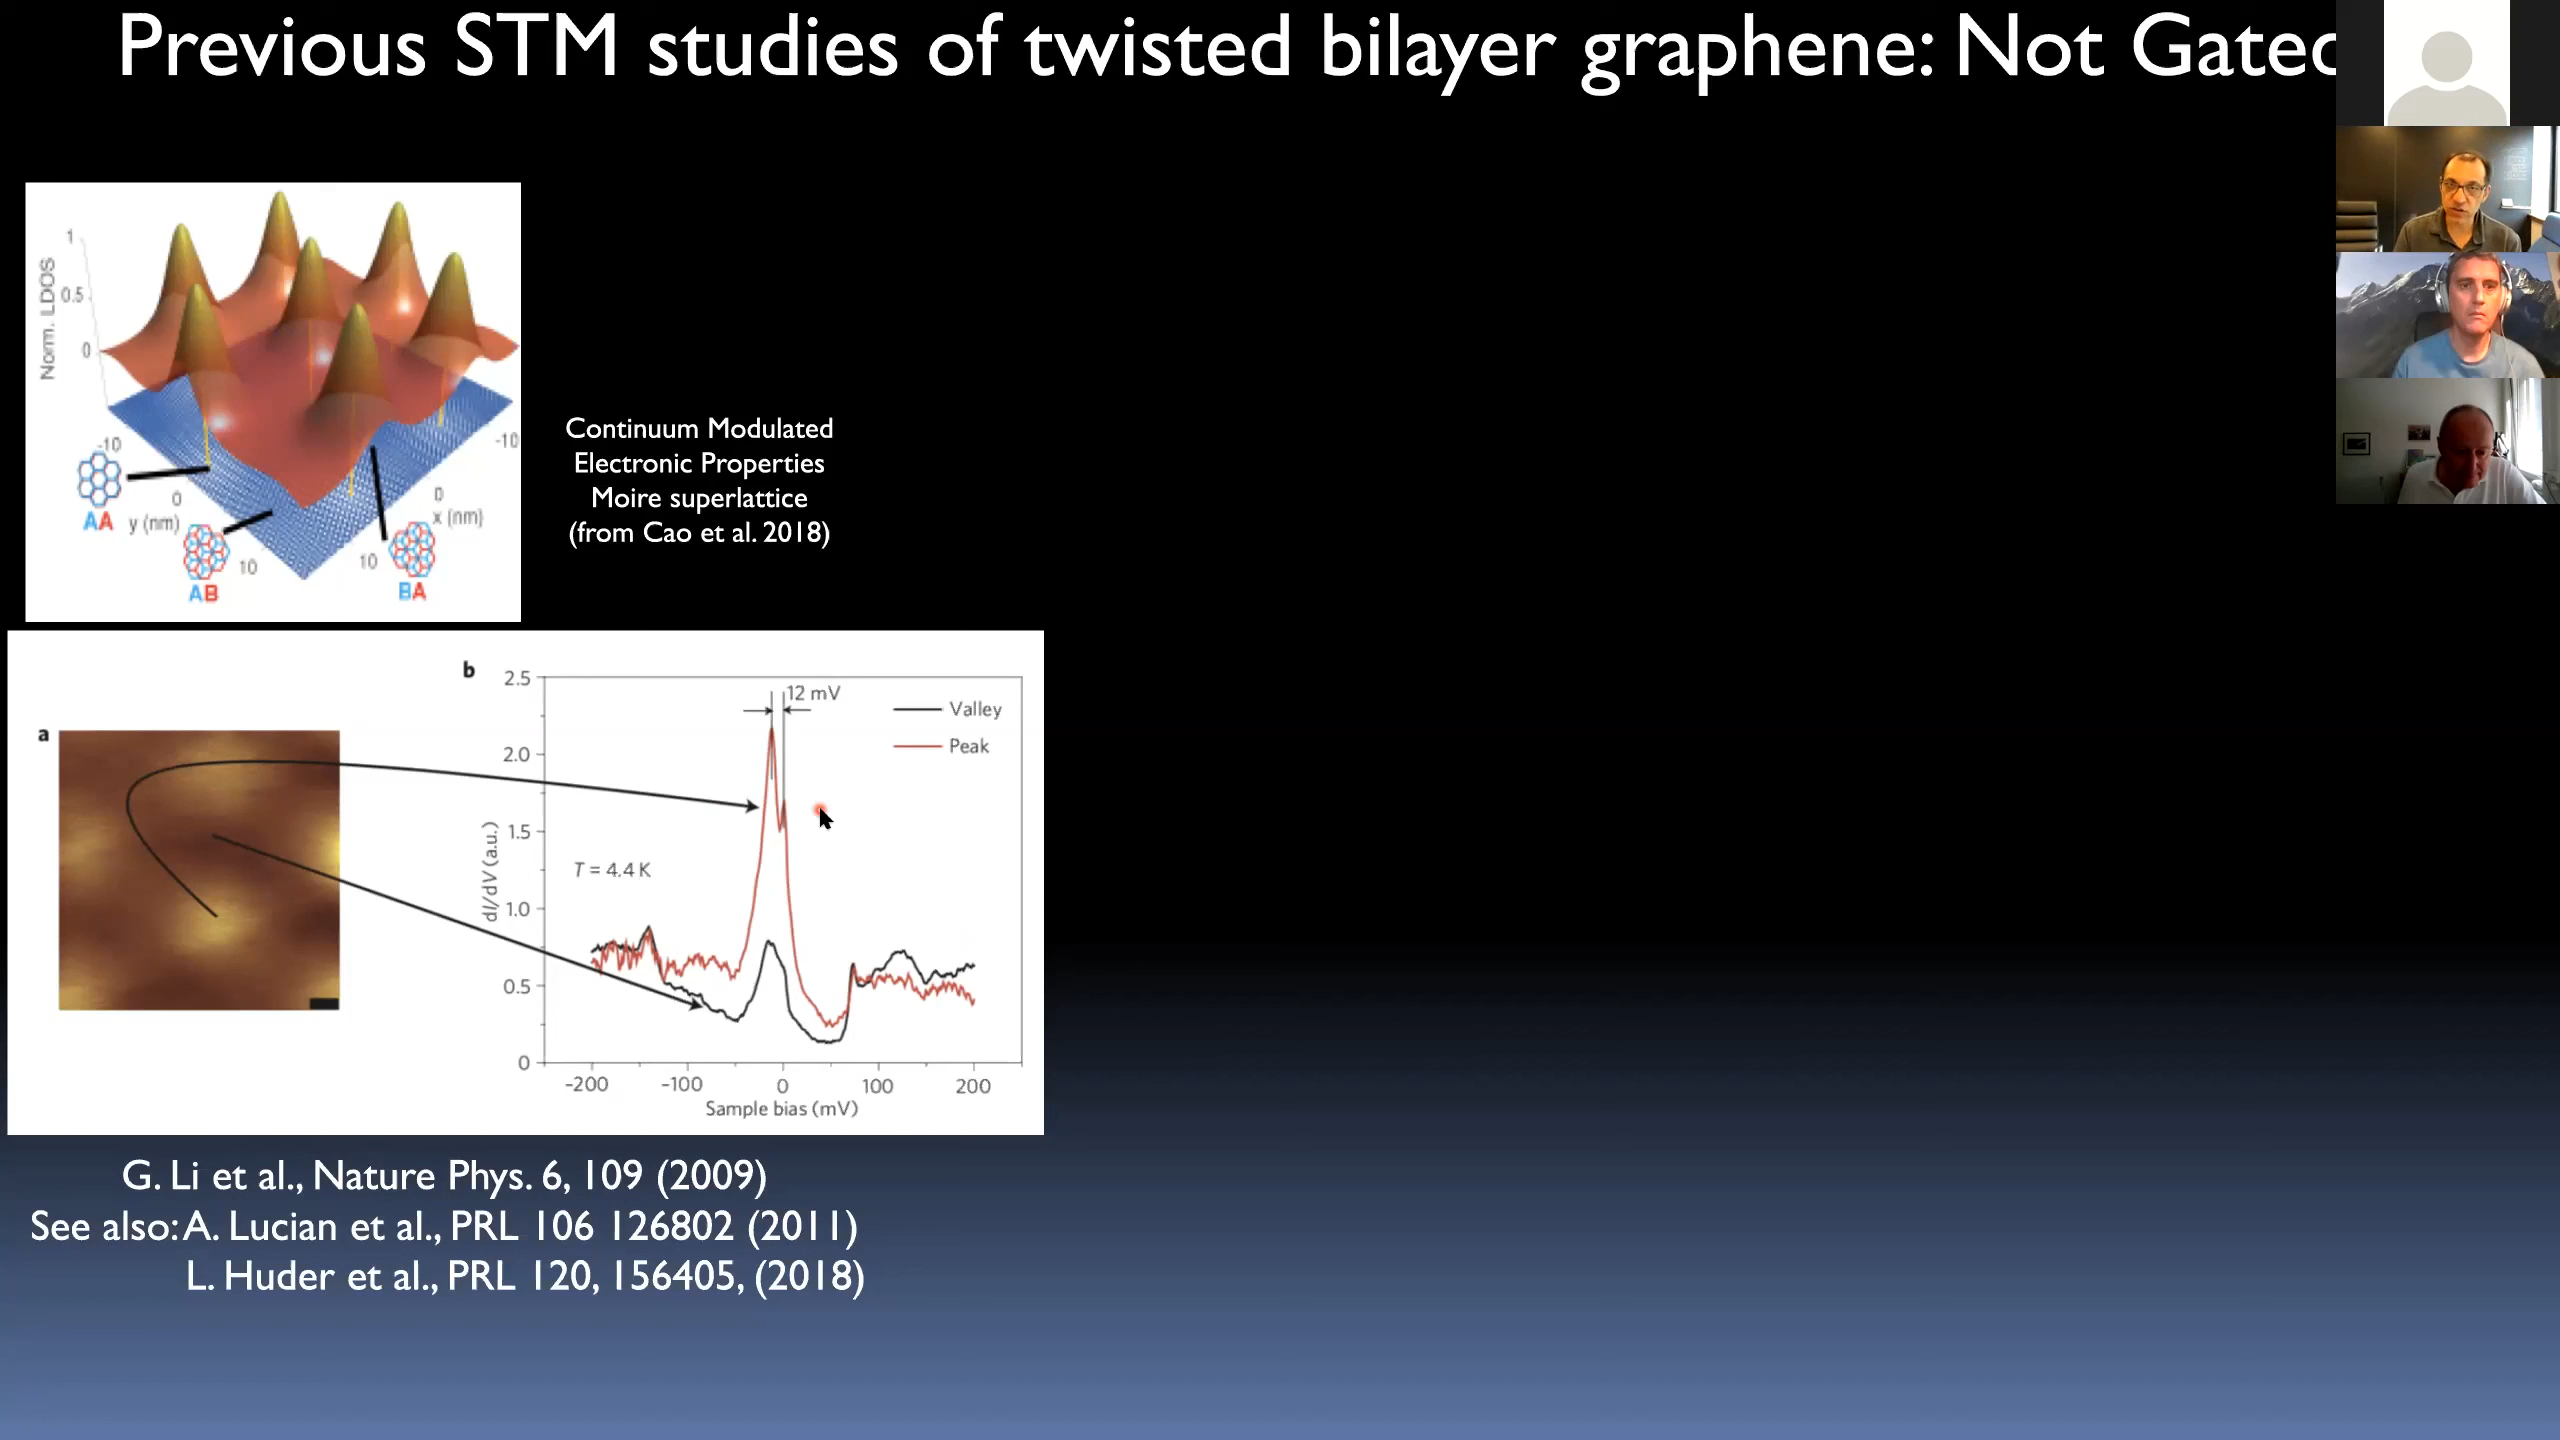 Previous STM studies of twisted bilayer graphene: Not Gated
1
0.5
0
Norm. LDOS
-10
-10
0
0
y (nm)
x (nm)
10
10
AA
AB
BA
Continuum Modulated
Electronic Properties
Moire superlattice
(from Cao et al. 2018)
a
b
2.5
2.0
1.5
1.0
0.5
0
dI/dV (a.u.)
12 mV
Valley
Peak
T = 4.4 K
-200
-100
0
100
200
Sample bias (mV)
G. Li et al., Nature Phys. 6, 109 (2009)
See also: A. Lucian et al., PRL 106 126802 (2011)
L. Huder et al., PRL 120, 156405, (2018)